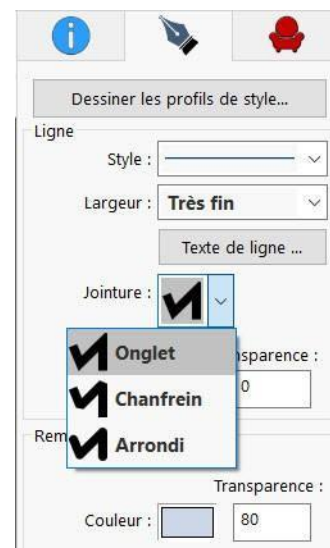 Dessiner les profils de style...
Ligne
Style :
Largeur : Très fin
Texte de ligne ...
Jointure :
Onglet
nsparence :
Chanfrein
0
Arrondi
Rem
Transparence :
Couleur : 80